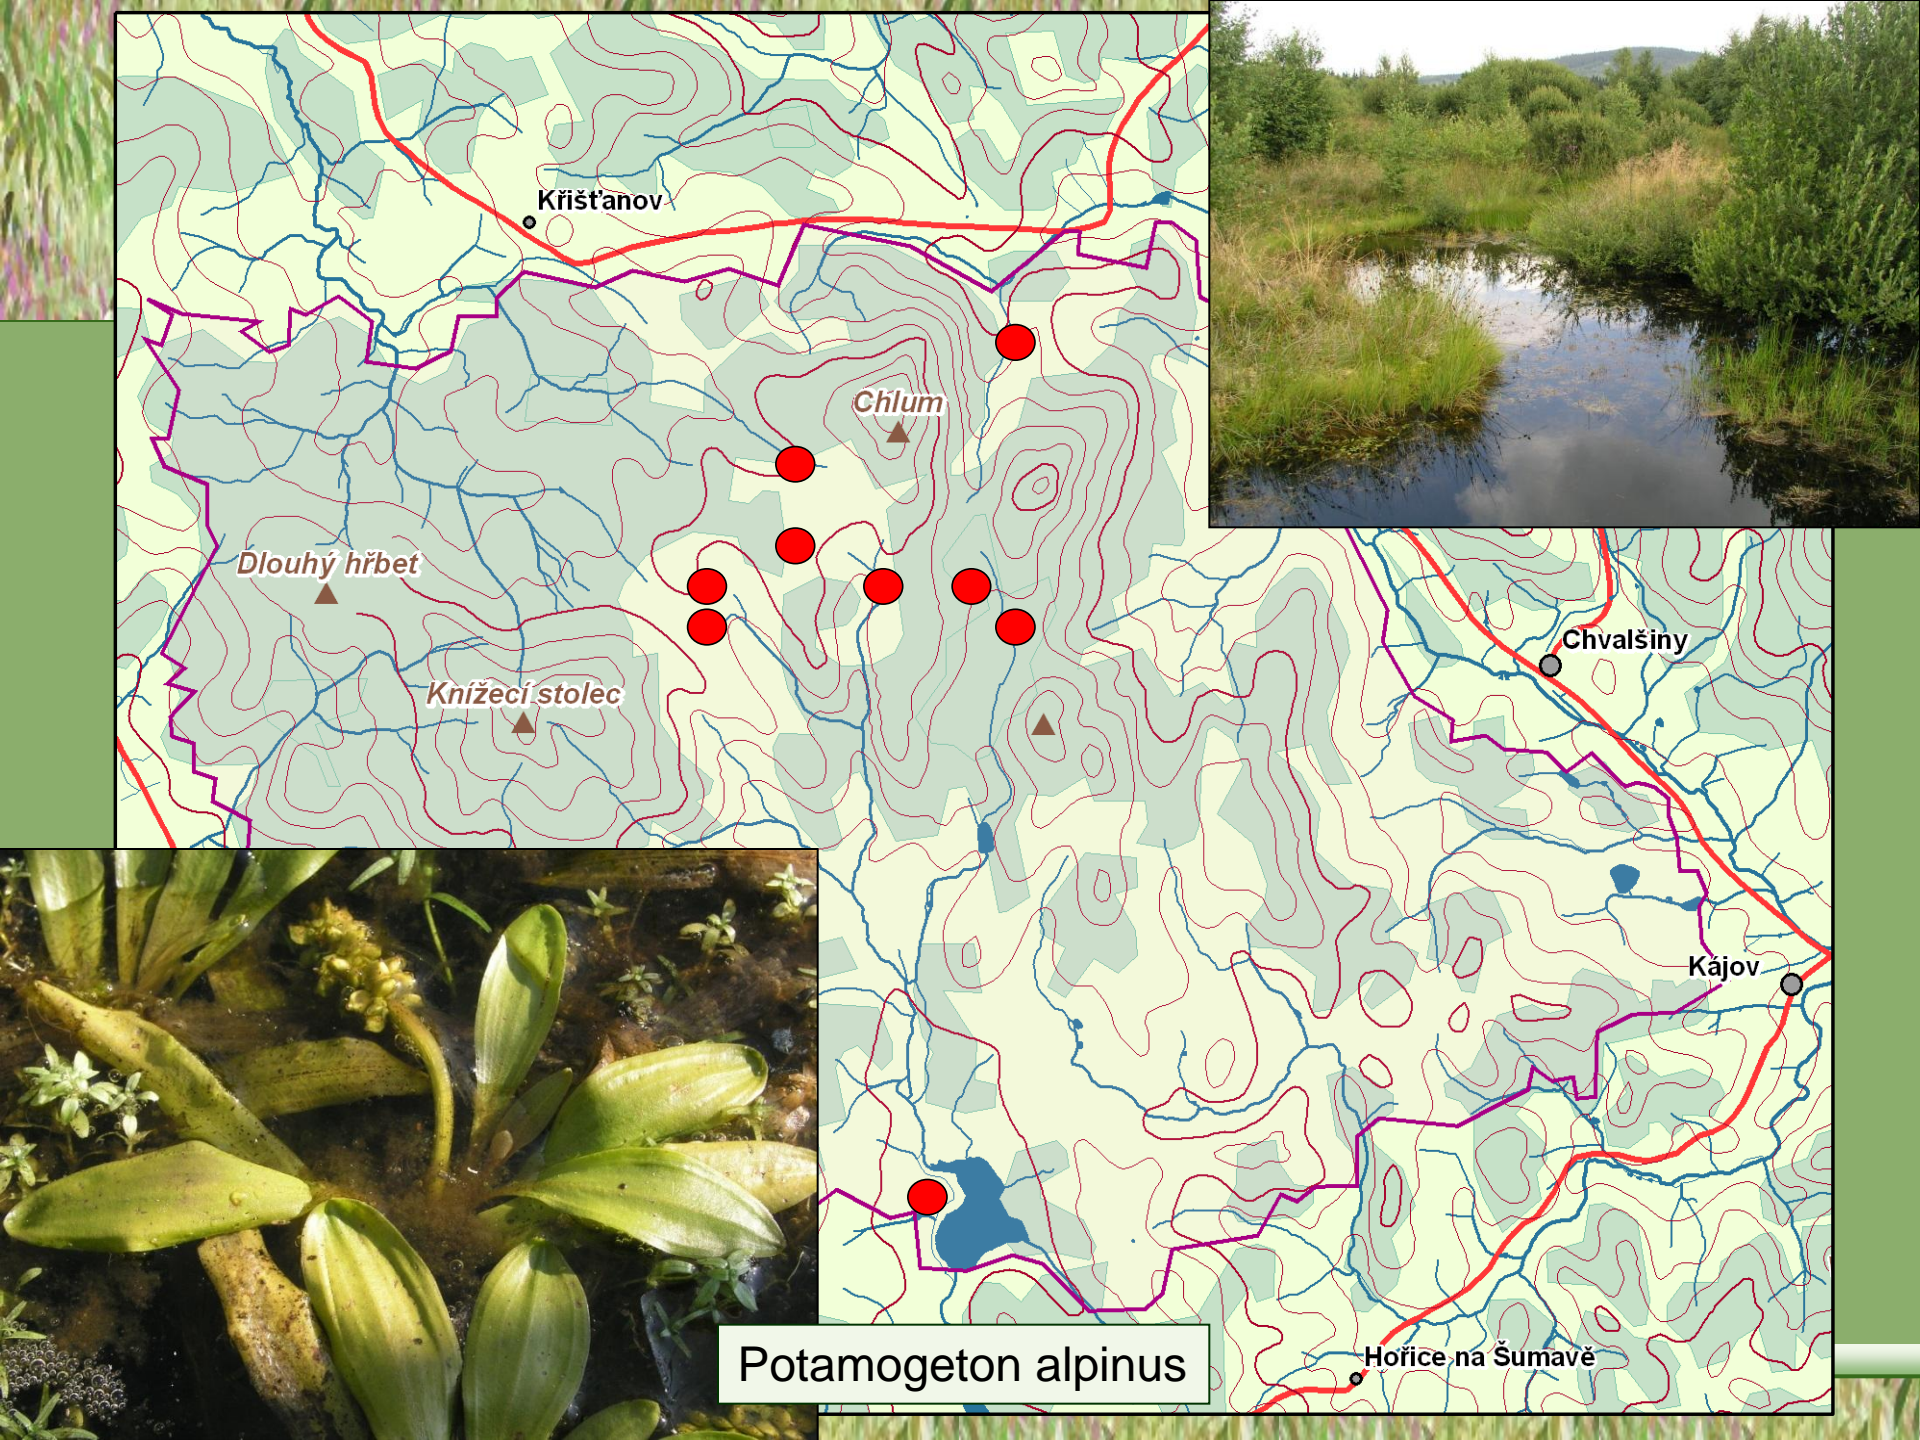 Křišťanov
Chlum
Dlouhý hřbet
Chvalšiny
Knížecí stolec
Kájov
Hořice na Šumavě
Potamogeton alpinus